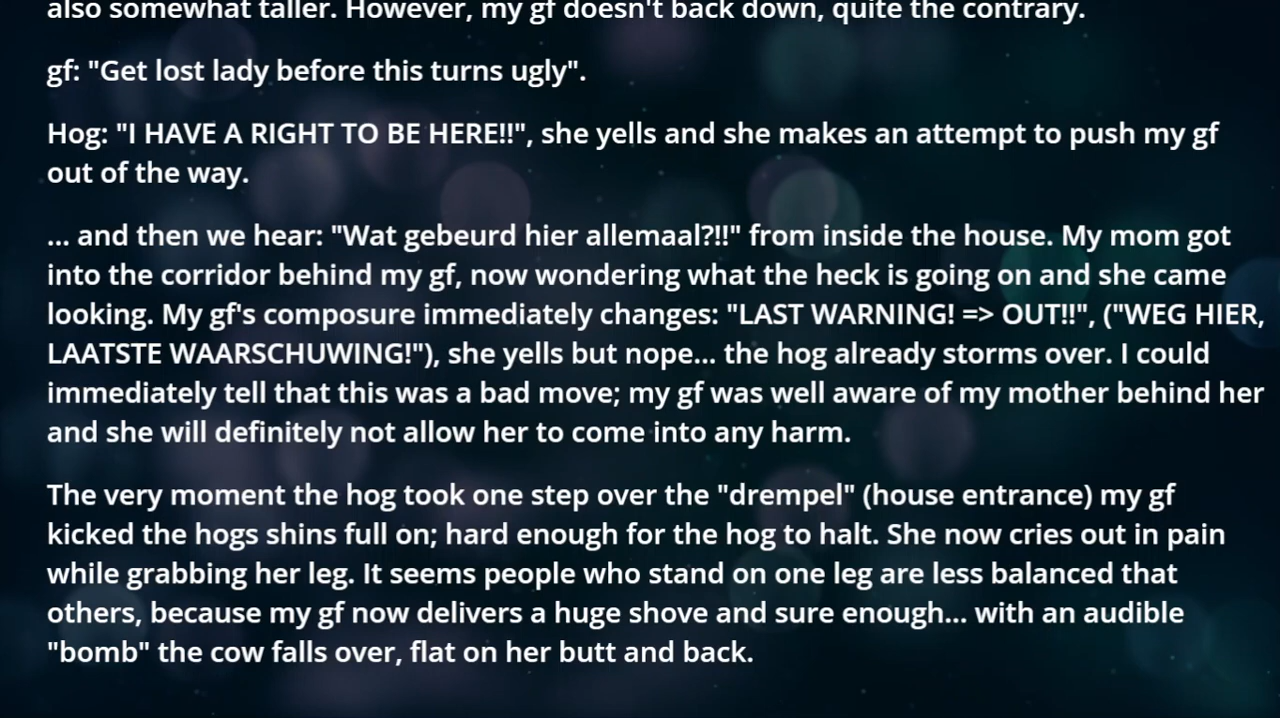 also somewhat taller. However, my gf doesn't back down, quite the contrary.
gf: "Get lost lady before this turns ugly".
Hog: "I HAVE A RIGHT TO BE HERE!!", she yells and she makes an attempt to push my gf
out of the way.
... and then we hear: "Wat gebeurd hier allemaal?!!" from inside the house. My mom got
into the corridor behind my gf, now wondering what the heck is going on and she came
looking. My gf's composure immediately changes: "LAST WARNING! => OUT!!", ("WEG HIER,
LAATSTE WAARSCHUWING!"), she yells but nope... the hog already storms over. I could
immediately tell that this was a bad move; my gf was well aware of my mother behind her
and she will definitely not allow her to come into any harm.
The very moment the hog took one step over the "drempel" (house entrance) my gf
kicked the hogs shins full on; hard enough for the hog to halt. She now cries out in pain
while grabbing her leg. It seems people who stand on one leg are less balanced that
others, because my gf now delivers a huge shove and sure enough... with an audible
"bomb" the cow falls over, flat on her butt and back.